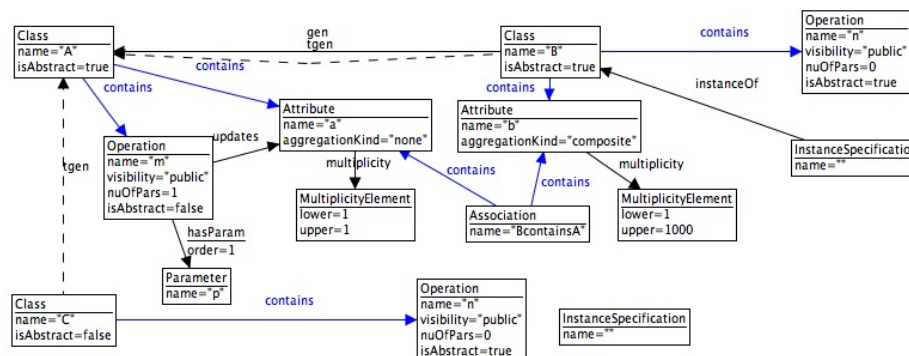 Class
name="A"
isAbstract=true
gen
tgen
Class
name="B"
isAbstract=true
contains
Operation
name="n"
visibility="public"
nuOfPars=0
isAbstract=true
contains
contains
contains
instanceOf
Attribute
name="a"
aggregationKind="none"
Attribute
name="b"
aggregationKind="composite"
updates
Operation
name="m"
visibility="public"
nuOfPars=1
isAbstract=false
tgen
multiplicity
contains
contains
multiplicity
InstanceSpecification
name=""
MultiplicityElement
lower=1
upper=1
Association
name="BcontainsA"
MultiplicityElement
lower=1
upper=1000
hasParam
order=1
Parameter
name="p"
Class
name="C"
isAbstract=false
contains
Operation
name="n"
visibility="public"
nuOfPars=0
isAbstract=true
InstanceSpecification
name=""